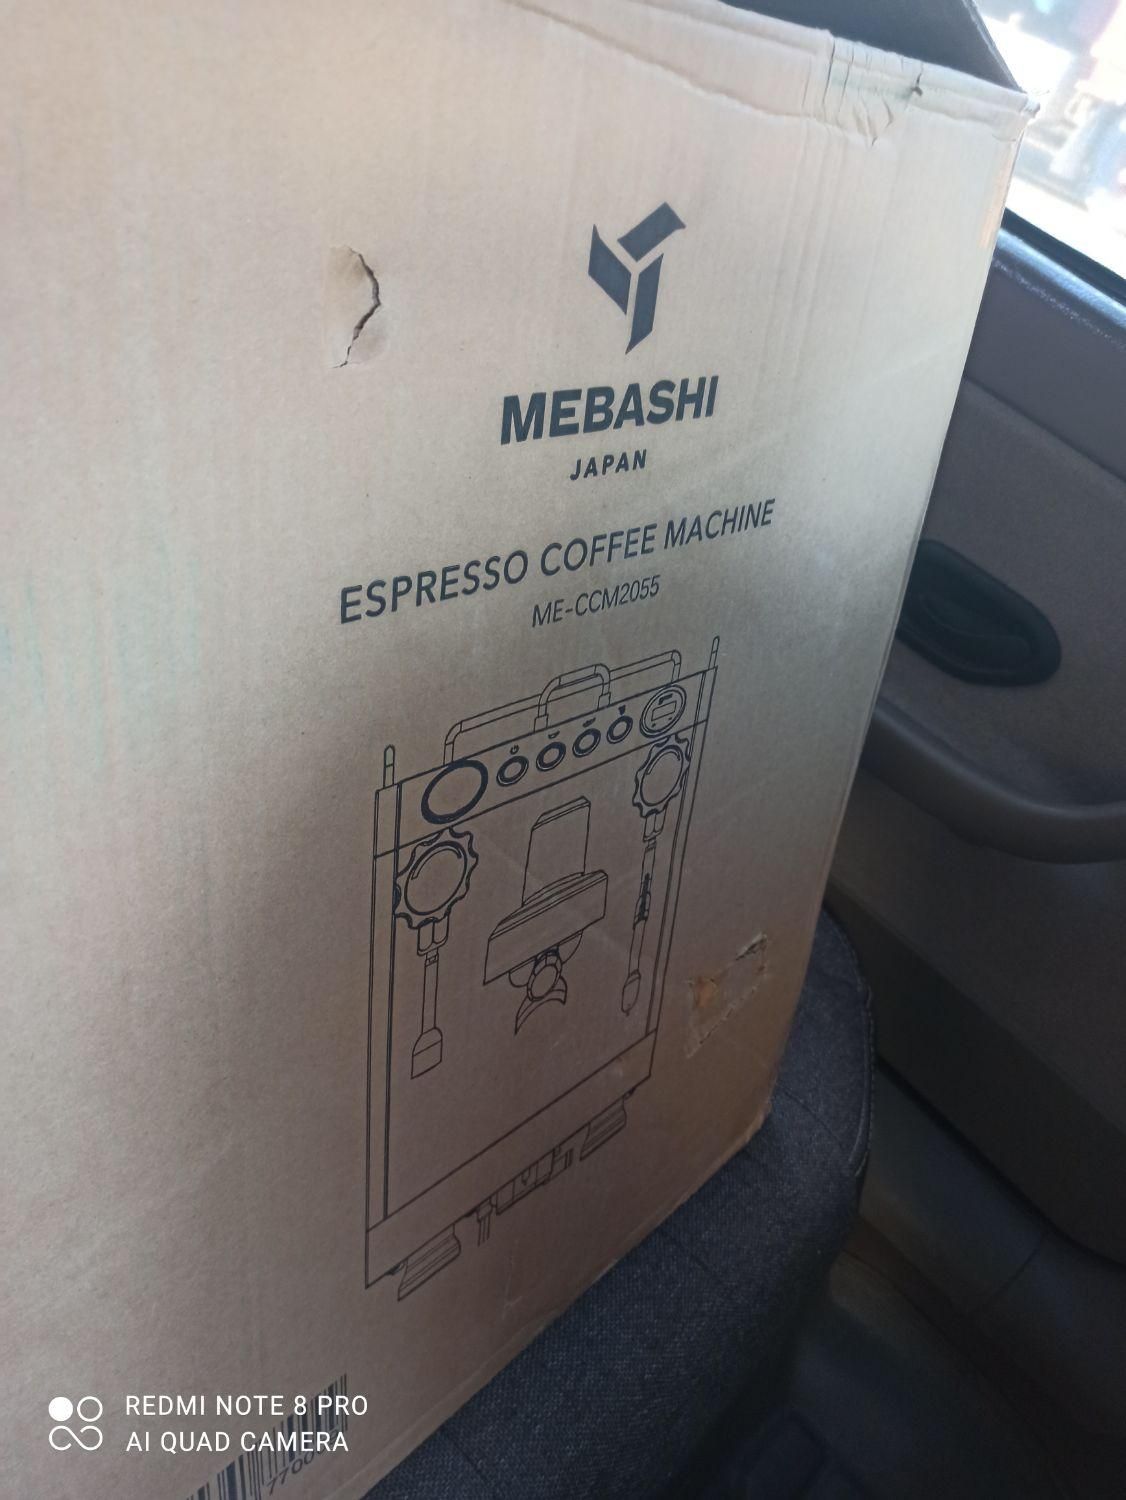 MEBASHI
JAPAN
ESPRESSO COFFEE MACHINE
ME-CCM2055
REDMI NOTE 8 PRO
AI QUAD CAMERA